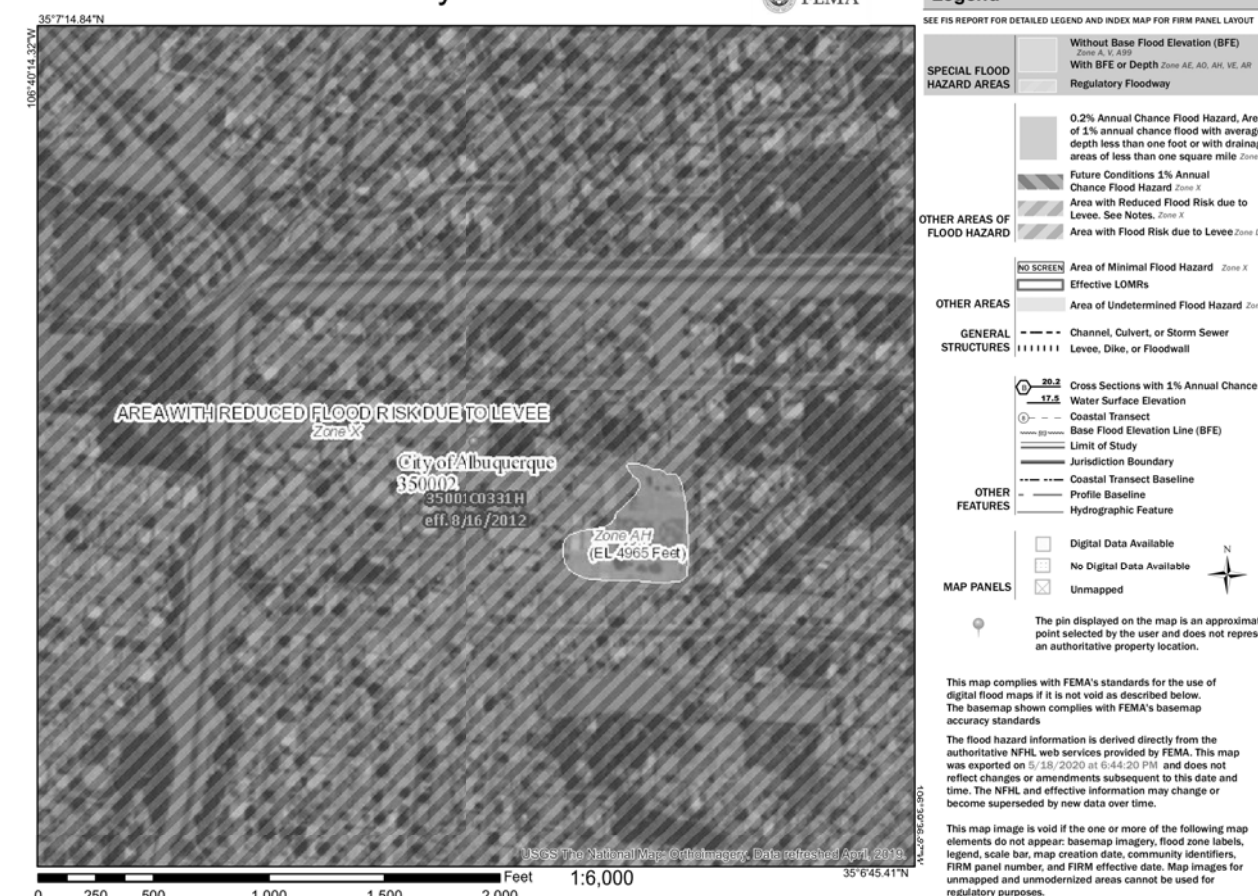 FEMA
Legend
SEE FIS REPORT FOR DETAILED LEGEND AND INDEX MAP FOR FIRM PANEL LAYOUT
35°7'14.84"N
106°40'14.32"W
AREA WITH REDUCED FLOOD RISK DUE TO LEVEE
Zone X
City of Albuquerque
350002
35001C0331H
eff. 8/16/2012
Zone AH
(EL 4965 Feet)
USGS The National Map: Orthoimagery. Data refreshed April, 2019.
0 250 500 1,000 1,500 2,000
Feet
1:6,000
35°6'45.41"N
SPECIAL FLOOD
HAZARD AREAS
Without Base Flood Elevation (BFE)
Zone A, V, A99
With BFE or Depth Zone AE, AO, AH, VE, AR
Regulatory Floodway
0.2% Annual Chance Flood Hazard, Are
of 1% annual chance flood with averag
depth less than one foot or with drainag
areas of less than one square mile Zone
Future Conditions 1% Annual
Chance Flood Hazard Zone X
Area with Reduced Flood Risk due to
Levee. See Notes. Zone X
Area with Flood Risk due to Levee Zone
OTHER AREAS OF
FLOOD HAZARD
NO SCREEN Area of Minimal Flood Hazard Zone X
Effective LOMRs
OTHER AREAS
Area of Undetermined Flood Hazard
GENERAL
STRUCTURES
Channel, Culvert, or Storm Sewer
Levee, Dike, or Floodwall
B 20.2 Cross Sections with 1% Annual Chance
17.5 Water Surface Elevation
8 Coastal Transect
Base Flood Elevation Line (BFE)
Limit of Study
Jurisdiction Boundary
Coastal Transect Baseline
OTHER
FEATURES
Profile Baseline
Hydrographic Feature
Digital Data Available
No Digital Data Available
Unmapped
MAP PANELS
N
The pin displayed on the map is an approximat
point selected by the user and does not repres
an authoritative property location.
This map complies with FEMA's standards for the use of
digital flood maps if it is not void as described below.
The basemap shown complies with FEMA's basemap
accuracy standards
The flood hazard information is derived directly from the
authoritative NFHL web services provided by FEMA. This map
was exported on 5/18/2020 at 6:44:20 PM and does not
reflect changes or amendments subsequent to this date and
time. The NFHL and effective information may change or
become superseded by new data over time.
This map image is void if the one or more of the following map
elements do not appear: basemap imagery, flood zone labels,
legend, scale bar, map creation date, community identifiers,
FIRM panel number, and FIRM effective date. Map images for
unmapped and unmodernized areas cannot be used for
regulatory purposes.